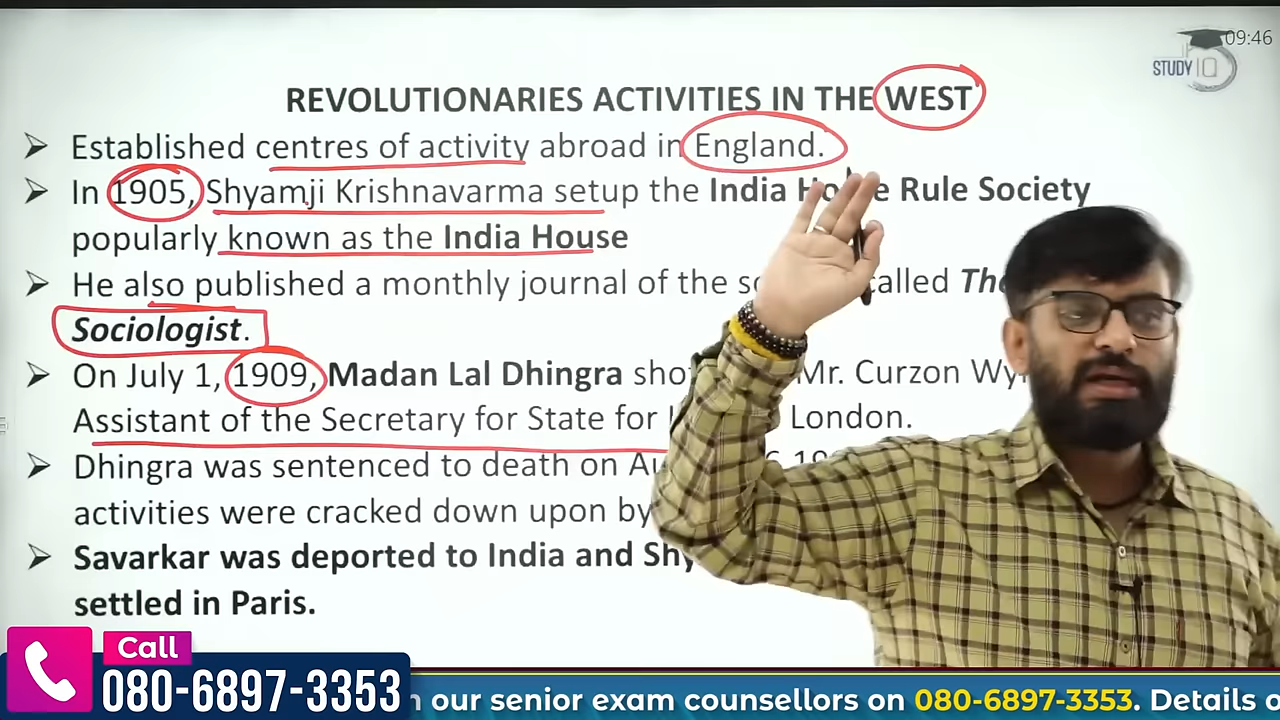 09:46
STUDY IQ
REVOLUTIONARIES ACTIVITIES IN THE WEST
➢ Established centres of activity abroad in England.
➢ In 1905, Shyamji Krishnavarma setup the India Rule Society
popularly known as the India House
➢ He also published a monthly journal of the called
Sociologist.
➢ On July 1, 1909, Madan Lal Dhingra Mr. Curzon
Assistant of the Secretary for State for London.
➢ Dhingra was sentenced to death on
activities were cracked down upon by
➢ Savarkar was deported to India and
settled in Paris.
Call
080-6897-3353
our senior exam counsellors on 080-6897-3353. Details